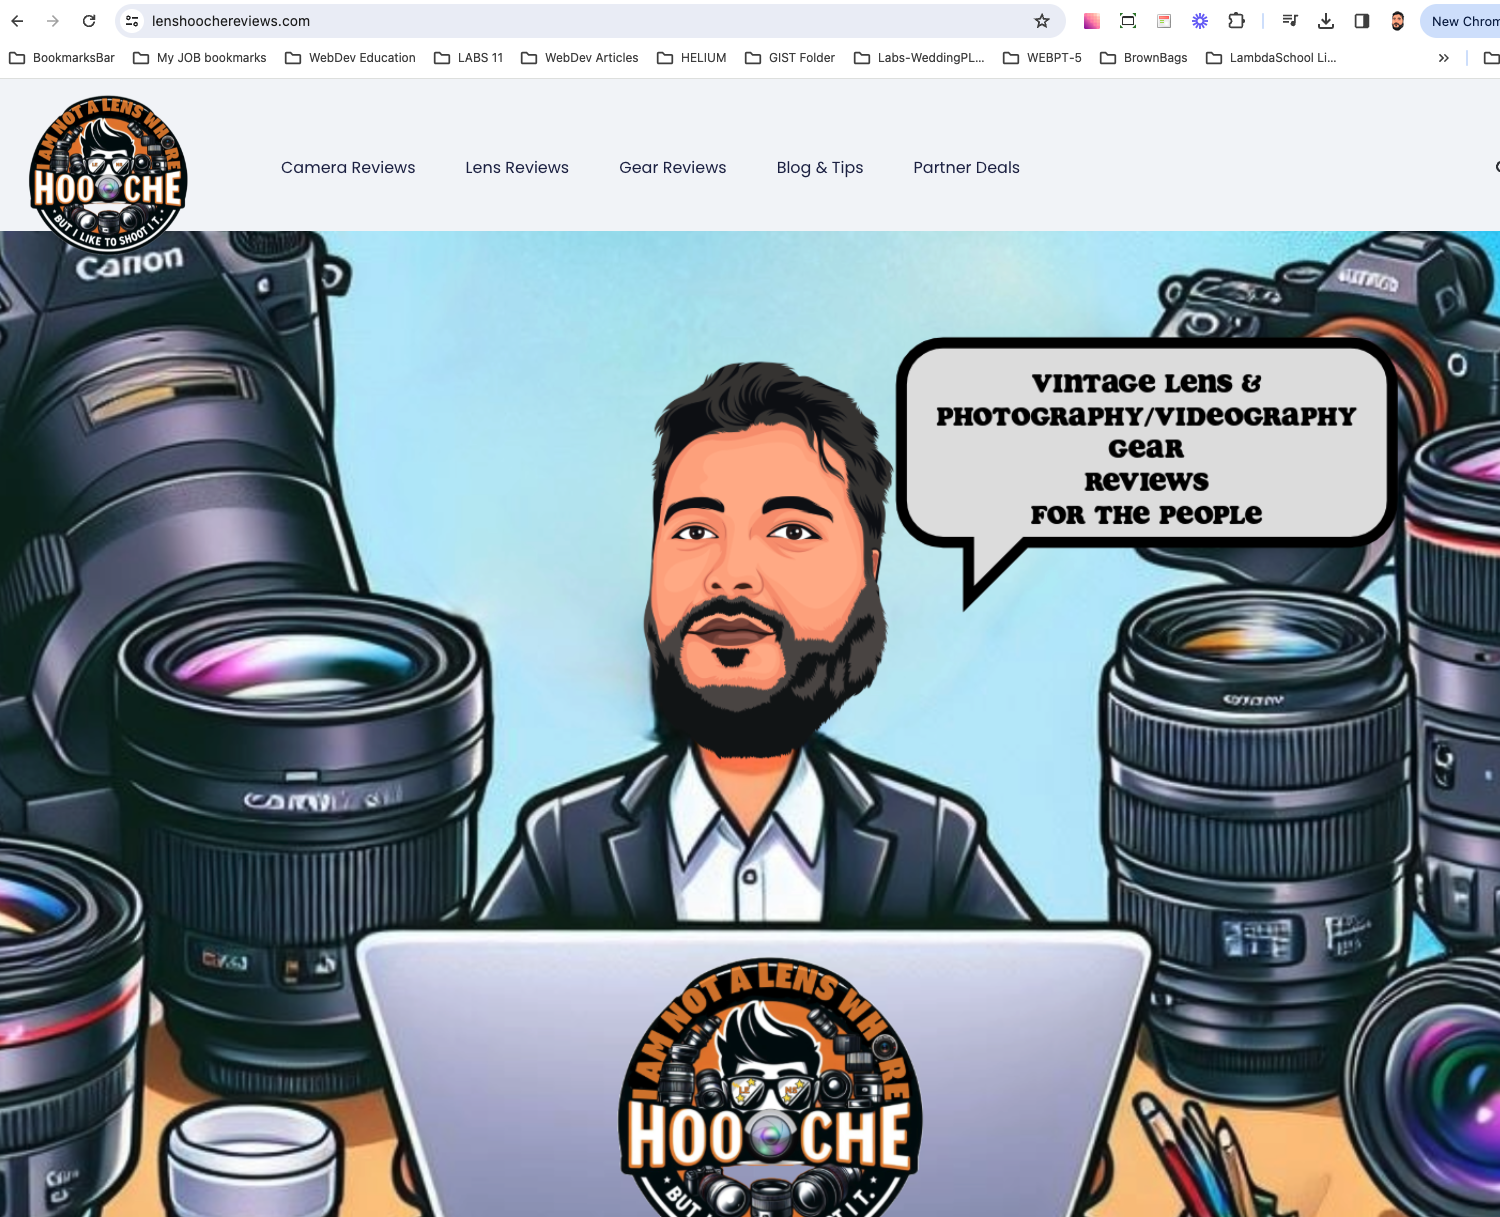 lenshoochereviews.com
New Chrom
BookmarksBar
My JOB bookmarks
WebDev Education
LABS 11
WebDev Articles
HELIUM
GIST Folder
Labs-WeddingPL...
WEBPT-5
BrownBags
LambdaSchool Li...
I AM NOT A LENS WHORE
HOOCHE
BUT I LIKE TO SHOOT IT.
Camera Reviews
Lens Reviews
Gear Reviews
Blog & Tips
Partner Deals
Canon
VINTAGE LENS &
PHOTOGRAPHY/VIDEOGRAPHY
GEAR
REVIEWS
FOR THE PEOPLE
I AM NOT A LENS WHORE
HOOCHE
BUT I
T IT.